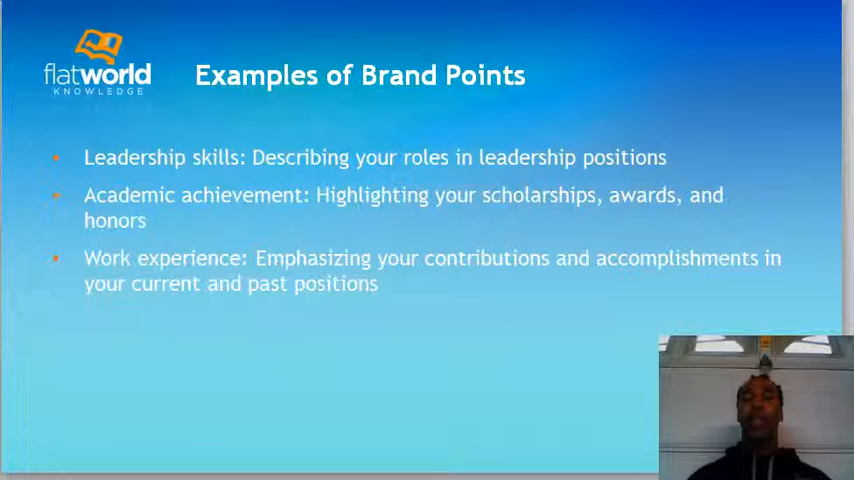 flatworld
KNOWLEDGE
Examples of Brand Points
Leadership skills: Describing your roles in leadership positions
Academic achievement: Highlighting your scholarships, awards, and
honors
Work experience: Emphasizing your contributions and accomplishments in
your current and past positions